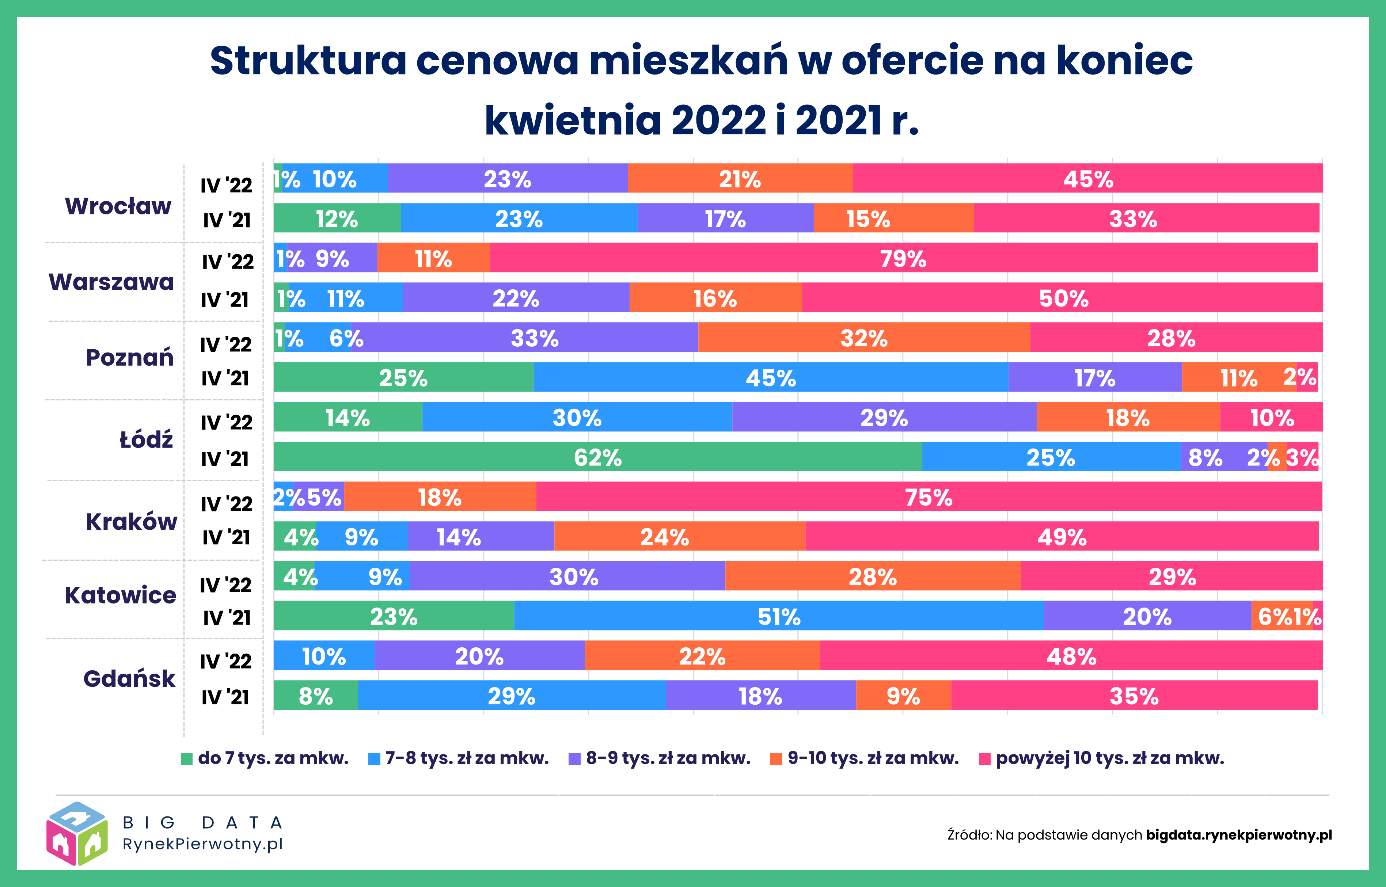 Struktura cenowa mieszkań w ofercie na koniec
kwietnia 2022 i 2021 r.
Wrocław
IV '22
1% 10% 23% 21% 45%
IV '21
12% 23% 17% 15% 33%
Warszawa
IV '22
1% 9% 11% 79%
IV '21
1% 11% 22% 16% 50%
Poznań
IV '22
1% 6% 33% 32% 28%
IV '21
25% 45% 17% 11% 2%
Łódź
IV '22
14% 30% 29% 18% 10%
IV '21
62% 25% 8% 2% 3%
Kraków
IV '22
2% 5% 18% 75%
IV '21
4% 9% 14% 24% 49%
Katowice
IV '22
4% 9% 30% 28% 29%
IV '21
23% 51% 20% 6% 1%
Gdańsk
IV '22
10% 20% 22% 48%
IV '21
8% 29% 18% 9% 35%
do 7 tys. za mkw. 7-8 tys. zł za mkw. 8-9 tys. zł za mkw. 9-10 tys. zł za mkw. powyżej 10 tys. zł za mkw.
BIG DATA
RynekPierwotny.pl
Źródło: Na podstawie danych bigdata.rynekpierwotny.pl